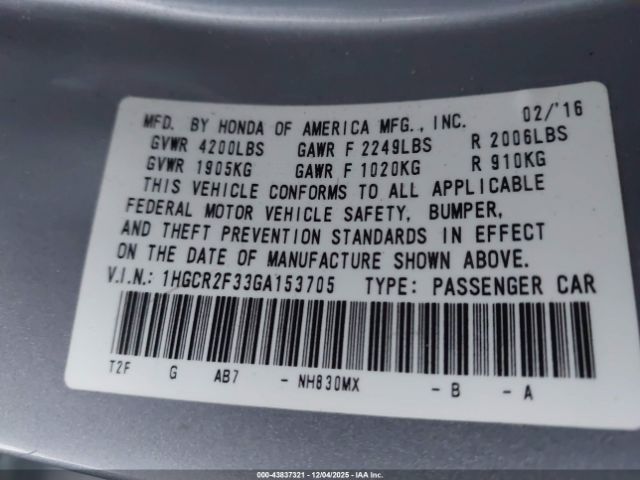 MFD. BY HONDA OF AMERICA MFG., INC. 02/'16
GVWR 4200LBS GAWR F 2249LBS R 2006LBS
GVWR 1905KG GAWR F 1020KG R 910KG
THIS VEHICLE CONFORMS TO ALL APPLICABLE
FEDERAL MOTOR VEHICLE SAFETY, BUMPER,
AND THEFT PREVENTION STANDARDS IN EFFECT
ON THE DATE OF MANUFACTURE SHOWN ABOVE.
V.I.N.: 1HGCR2F33GA153705 TYPE: PASSENGER CAR
T2F G AB7 - NH830MX - B - A
000-43837321 - 12/04/2025 - IAA Inc.